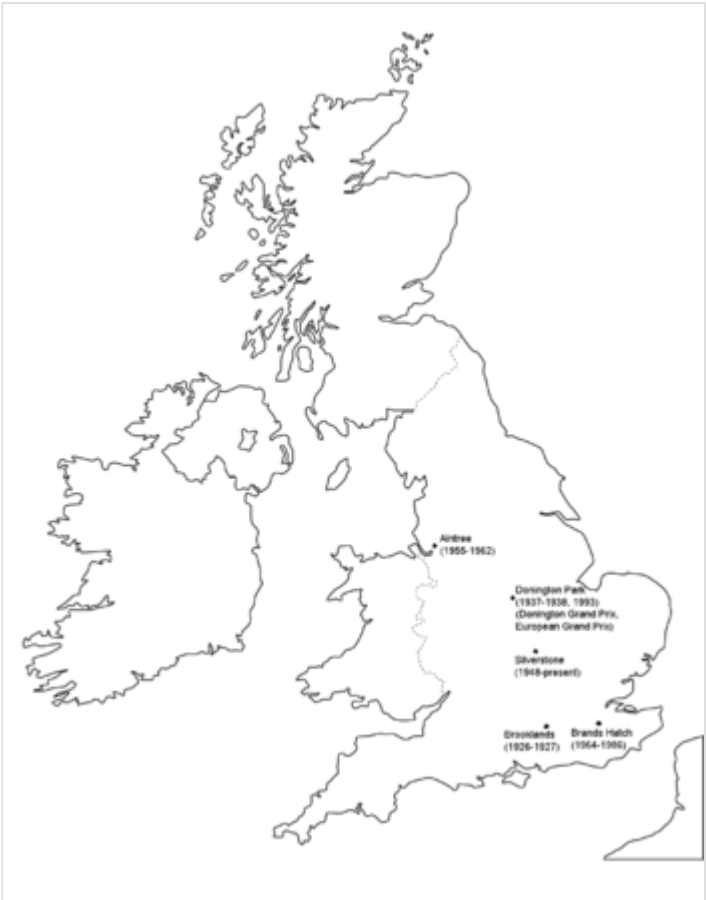 Aintree
(1955-1962)
Donington Park
(1937-1938, 1993)
(Donington Grand Prix,
European Grand Prix)
Silverstone
(1948-present)
Brooklands
(1926-1927)
Brands Hatch
(1964-1986)